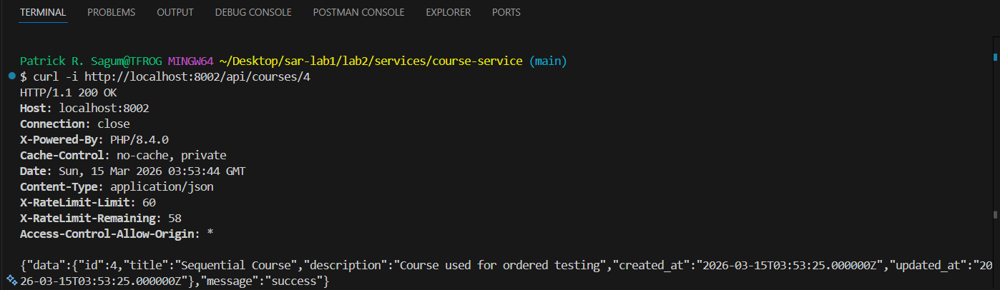 TERMINAL PROBLEMS OUTPUT DEBUG CONSOLE POSTMAN CONSOLE EXPLORER PORTS
Patrick R. Sagum@TFROG MINGW64 ~/Desktop/sar-lab1/lab2/services/course-service (main)
$ curl -i http://localhost:8002/api/courses/4
HTTP/1.1 200 OK
Host: localhost:8002
Connection: close
X-Powered-By: PHP/8.4.0
Cache-Control: no-cache, private
Date: Sun, 15 Mar 2026 03:53:44 GMT
Content-Type: application/json
X-RateLimit-Limit: 60
X-RateLimit-Remaining: 58
Access-Control-Allow-Origin: *
{"data":{"id":4,"title":"Sequential Course","description":"Course used for ordered testing","created_at":"2026-03-15T03:53:25.000000Z","updated_at":"20
26-03-15T03:53:25.000000Z"},"message":"success"}